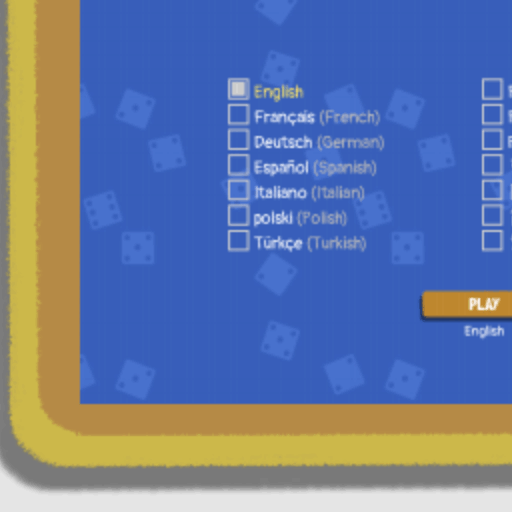 English
Français (French)
Deutsch (German)
Español (Spanish)
Italiano (Italian)
polski (Polish)
Türkçe (Turkish)
PLAY
English